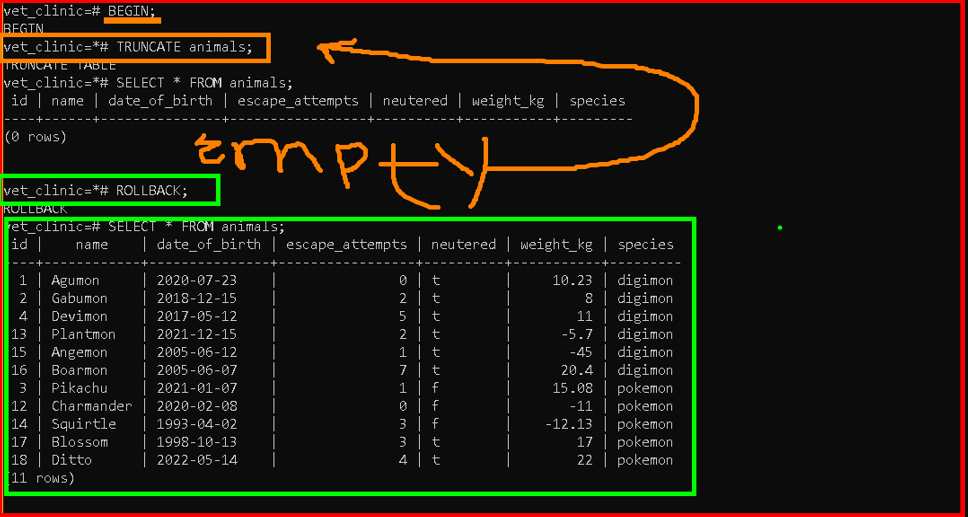 vet_clinic=# BEGIN;
BEGIN
vet_clinic=*# TRUNCATE animals;
TRUNCATE TABLE
vet_clinic=*# SELECT * FROM animals;
id | name | date_of_birth | escape_attempts | neutered | weight_kg | species
----+------+---------------+-----------------+----------+-----------+---------
(0 rows)
Empty
vet_clinic=*# ROLLBACK;
ROLLBACK
vet_clinic=# SELECT * FROM animals;
id | name | date_of_birth | escape_attempts | neutered | weight_kg | species
----+------------+---------------+-----------------+----------+-----------+---------
1 | Agumon | 2020-07-23 | 0 | t | 10.23 | digimon
2 | Gabumon | 2018-12-15 | 2 | t | 8 | digimon
4 | Devimon | 2017-05-12 | 5 | t | 11 | digimon
13 | Plantmon | 2021-12-15 | 2 | t | -5.7 | digimon
15 | Angemon | 2005-06-12 | 1 | t | -45 | digimon
16 | Boarmon | 2005-06-07 | 7 | t | 20.4 | digimon
3 | Pikachu | 2021-01-07 | 1 | f | 15.08 | pokemon
12 | Charmander | 2020-02-08 | 0 | f | -11 | pokemon
14 | Squirtle | 1993-04-02 | 3 | f | -12.13 | pokemon
17 | Blossom | 1998-10-13 | 3 | t | 17 | pokemon
18 | Ditto | 2022-05-14 | 4 | t | 22 | pokemon
(11 rows)